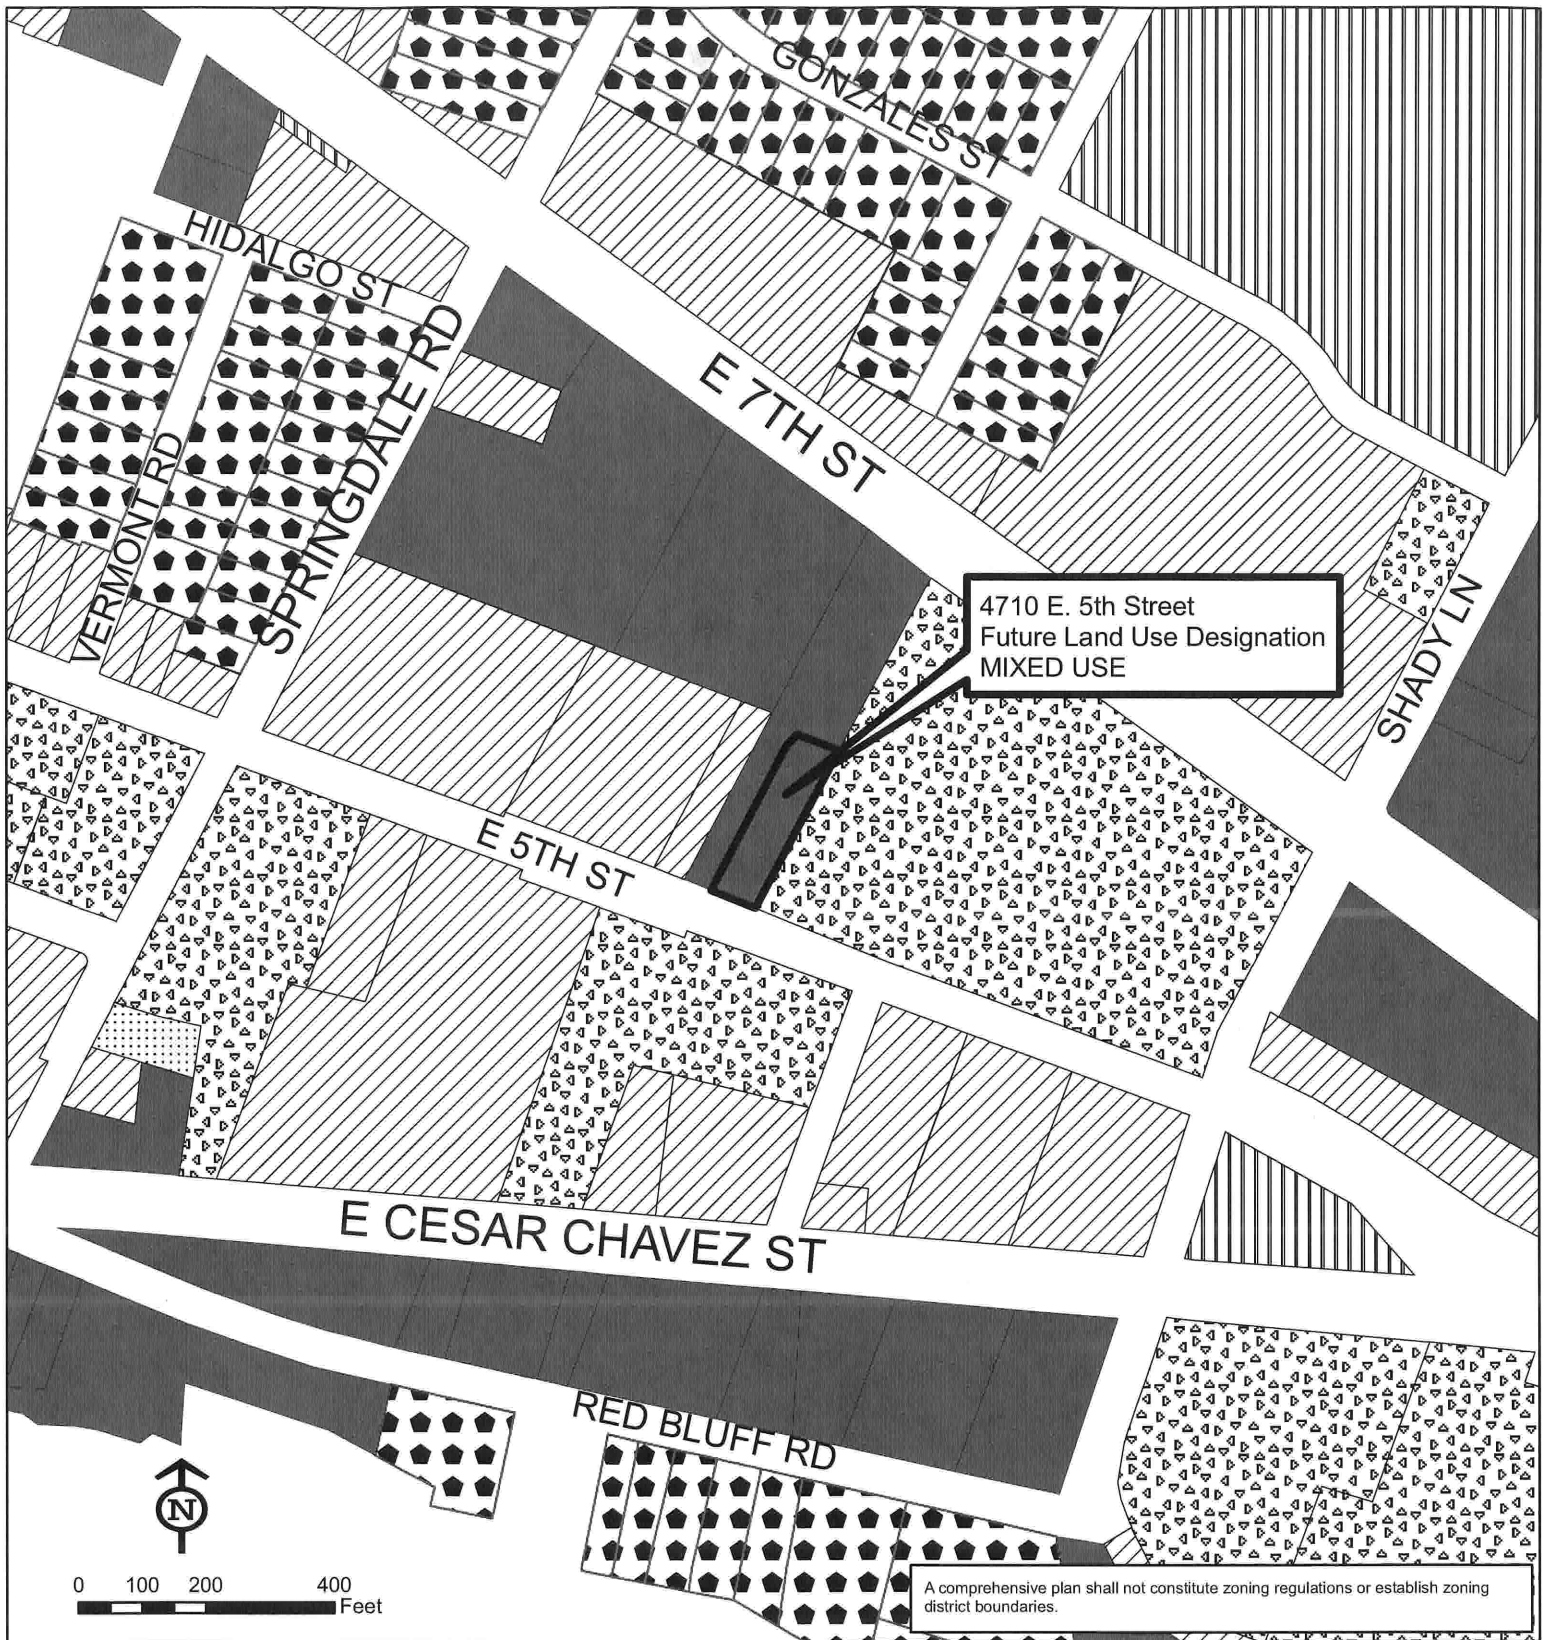 GONZALES ST
HIDALGO ST
SPRINGDALE RD
E 7TH ST
VERMONT RD
4710 E. 5th Street
Future Land Use Designation
MIXED USE
SHADY LN
E 5TH ST
E CESAR CHAVEZ ST
RED BLUFF RD
N
0 100 200 400
Feet
A comprehensive plan shall not constitute zoning regulations or establish zoning
district boundaries.